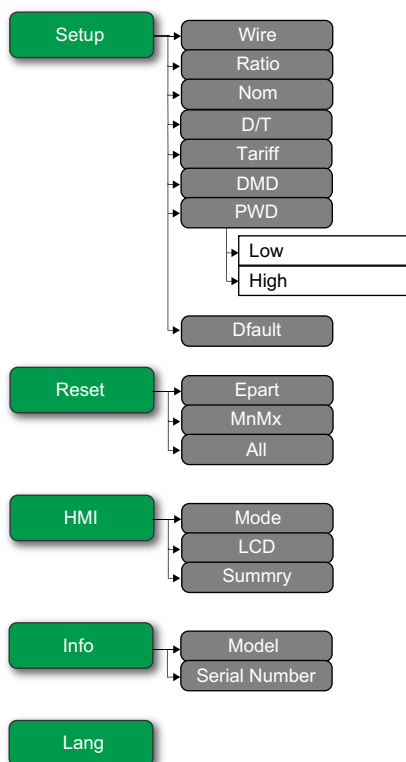 Setup
Wire
Ratio
Nom
D/T
Tariff
DMD
PWD
Low
High
Dfault
Reset
Epart
MnMx
All
HMI
Mode
LCD
Summry
Info
Model
Serial Number
Lang